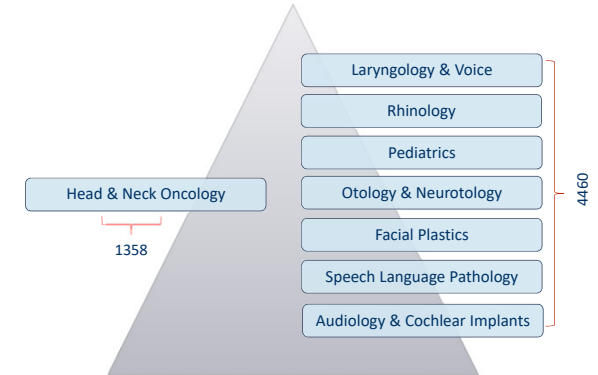 Laryngology & Voice
Rhinology
Pediatrics
Head & Neck Oncology
Otology & Neurotology
4460
Facial Plastics
1358
Speech Language Pathology
Audiology & Cochlear Implants